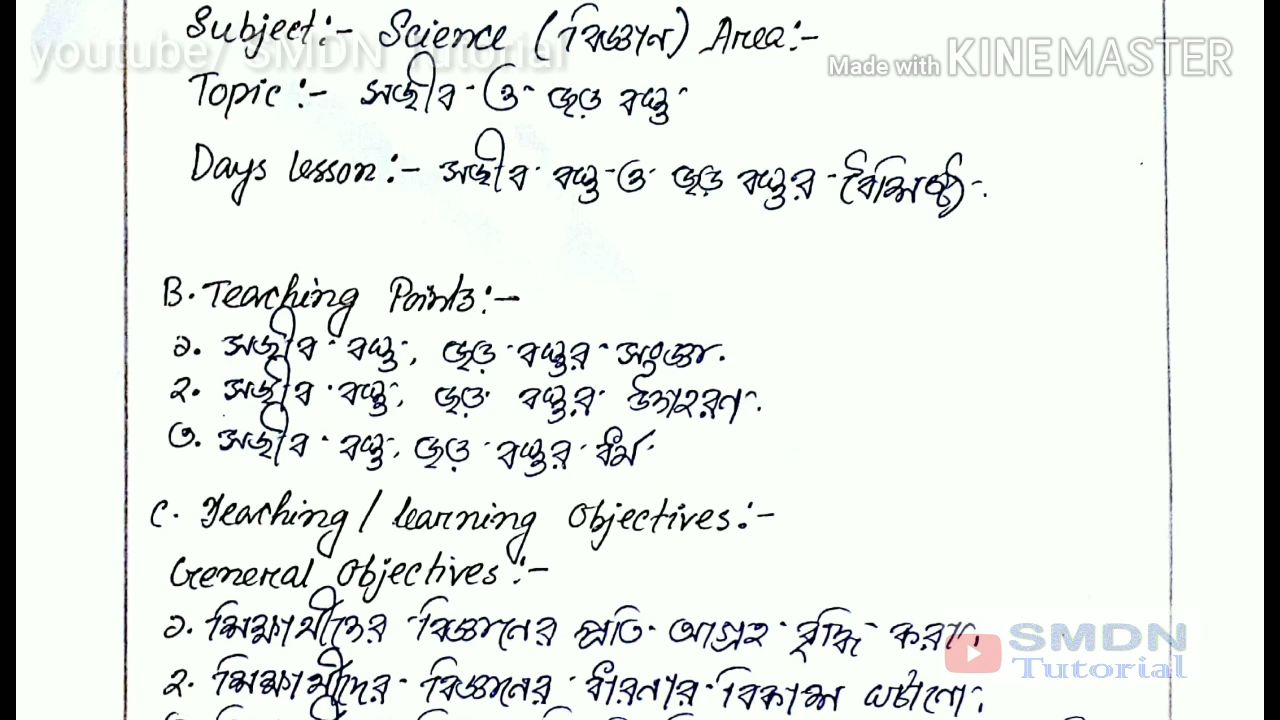 Subject:- Science (বিজ্ঞান) Area:-
youtube/ SMDN Tutorial
Made with KINEMASTER
Topic:- সজীব ও জড় বস্তু
Days lesson:- সজীব বস্তু ও জড় বস্তুর বৈশিষ্ট্য.
B. Teaching Points:-
১. সজীব বস্তু, জড় বস্তুর সংজ্ঞা.
২. সজীব বস্তু, জড় বস্তুর উদাহরণ.
৩. সজীব বস্তু, জড় বস্তুর ধর্ম
C. Teaching/learning Objectives:-
General Objectives:-
১. শিক্ষার্থীদের বিজ্ঞানের প্রতি আগ্রহ বৃদ্ধি করা.
২. শিক্ষার্থীদের বিজ্ঞানের ধারনার বিকাশ ঘটানো.
SMDN
Tutorial